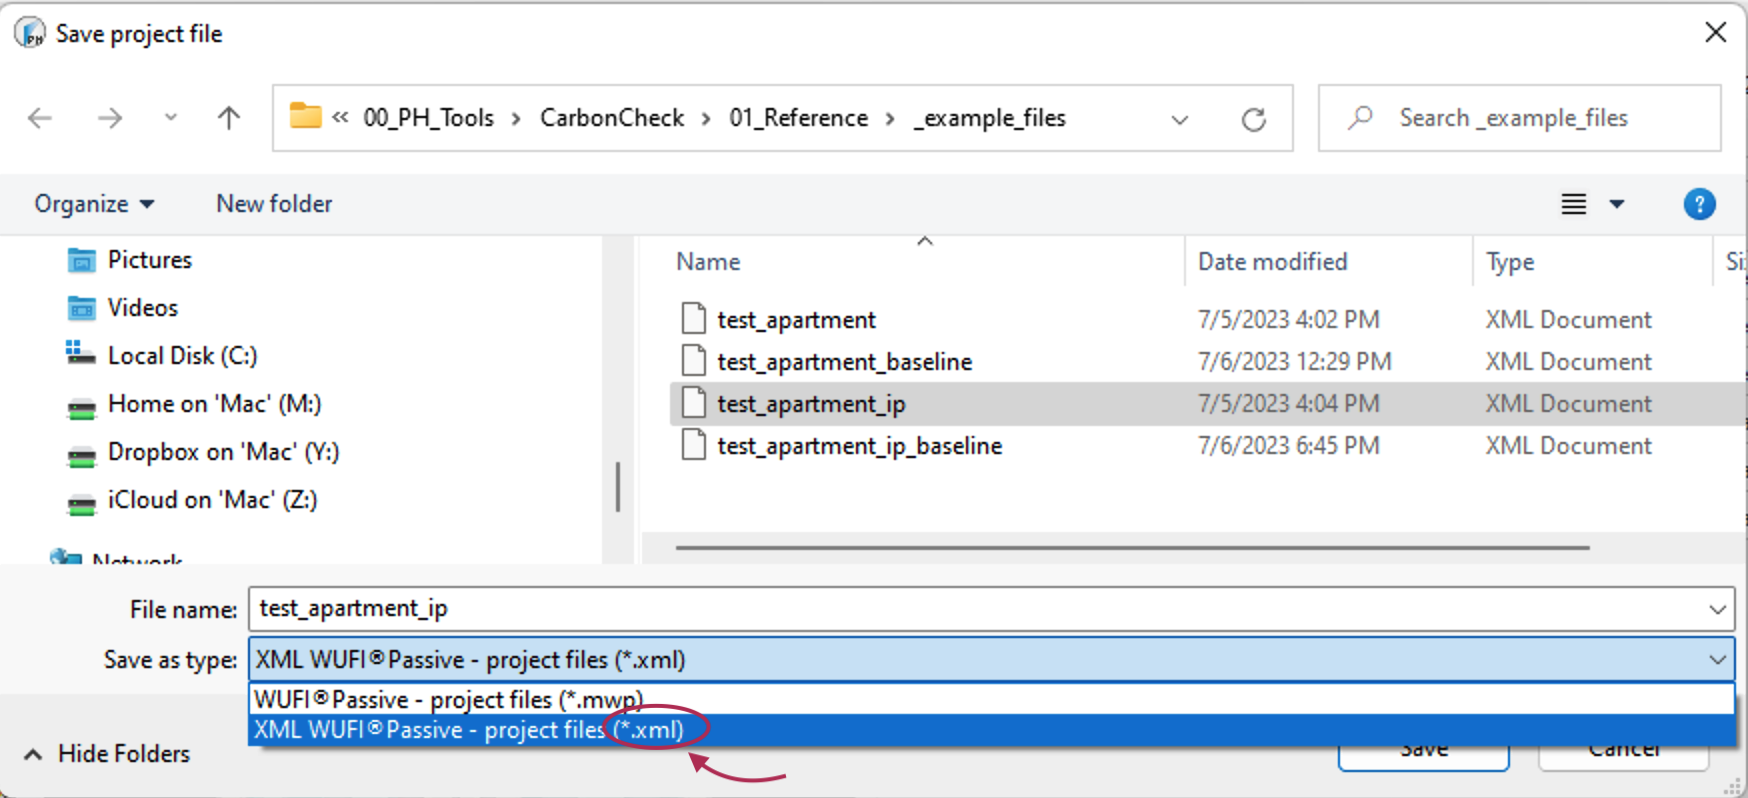 Save project file
« 00_PH_Tools > CarbonCheck > 01_Reference > _example_files
Search _example_files
Organize
New folder
Pictures
Videos
Local Disk (C:)
Home on 'Mac' (M:)
Dropbox on 'Mac' (Y:)
iCloud on 'Mac' (Z:)
Network
Name Date modified Type Si
test_apartment 7/5/2023 4:02 PM XML Document
test_apartment_baseline 7/6/2023 12:29 PM XML Document
test_apartment_ip 7/5/2023 4:04 PM XML Document
test_apartment_ip_baseline 7/6/2023 6:45 PM XML Document
File name: test_apartment_ip
Save as type: XML WUFI®Passive - project files (*.xml)
WUFI®Passive - project files (*.mwp)
XML WUFI®Passive - project files (*.xml)
Hide Folders
Save
Cancel